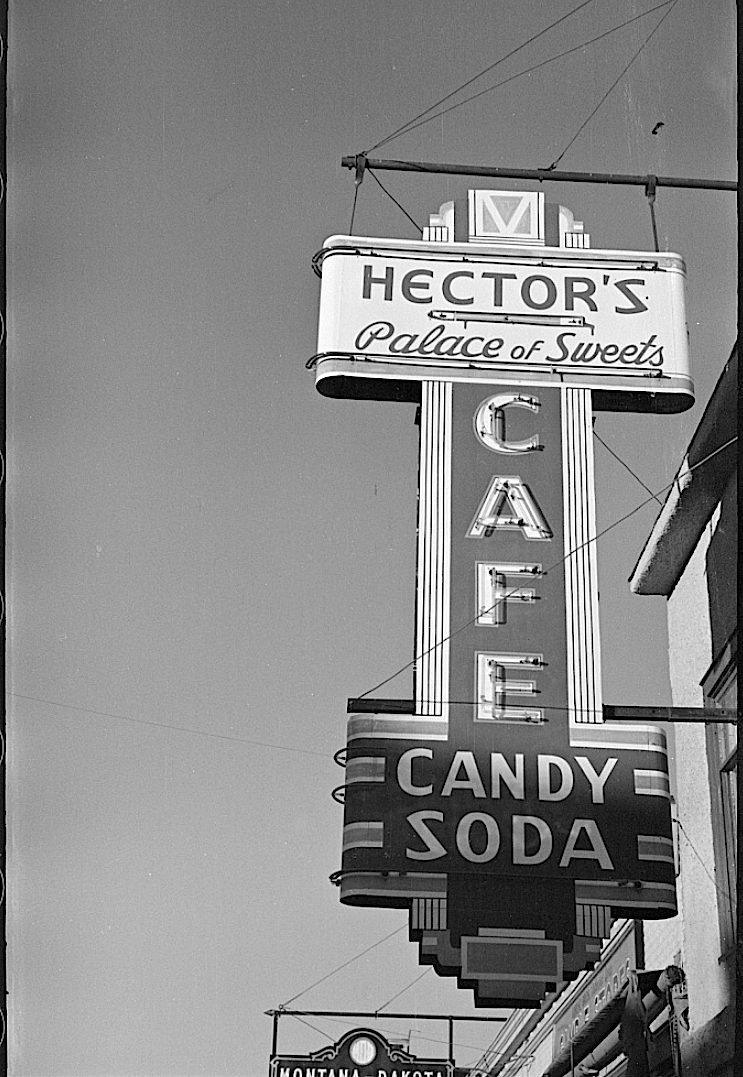 HECTOR'S
Palace of Sweets
CAFE
CANDY
SODA
MONTANA-DAKOTA